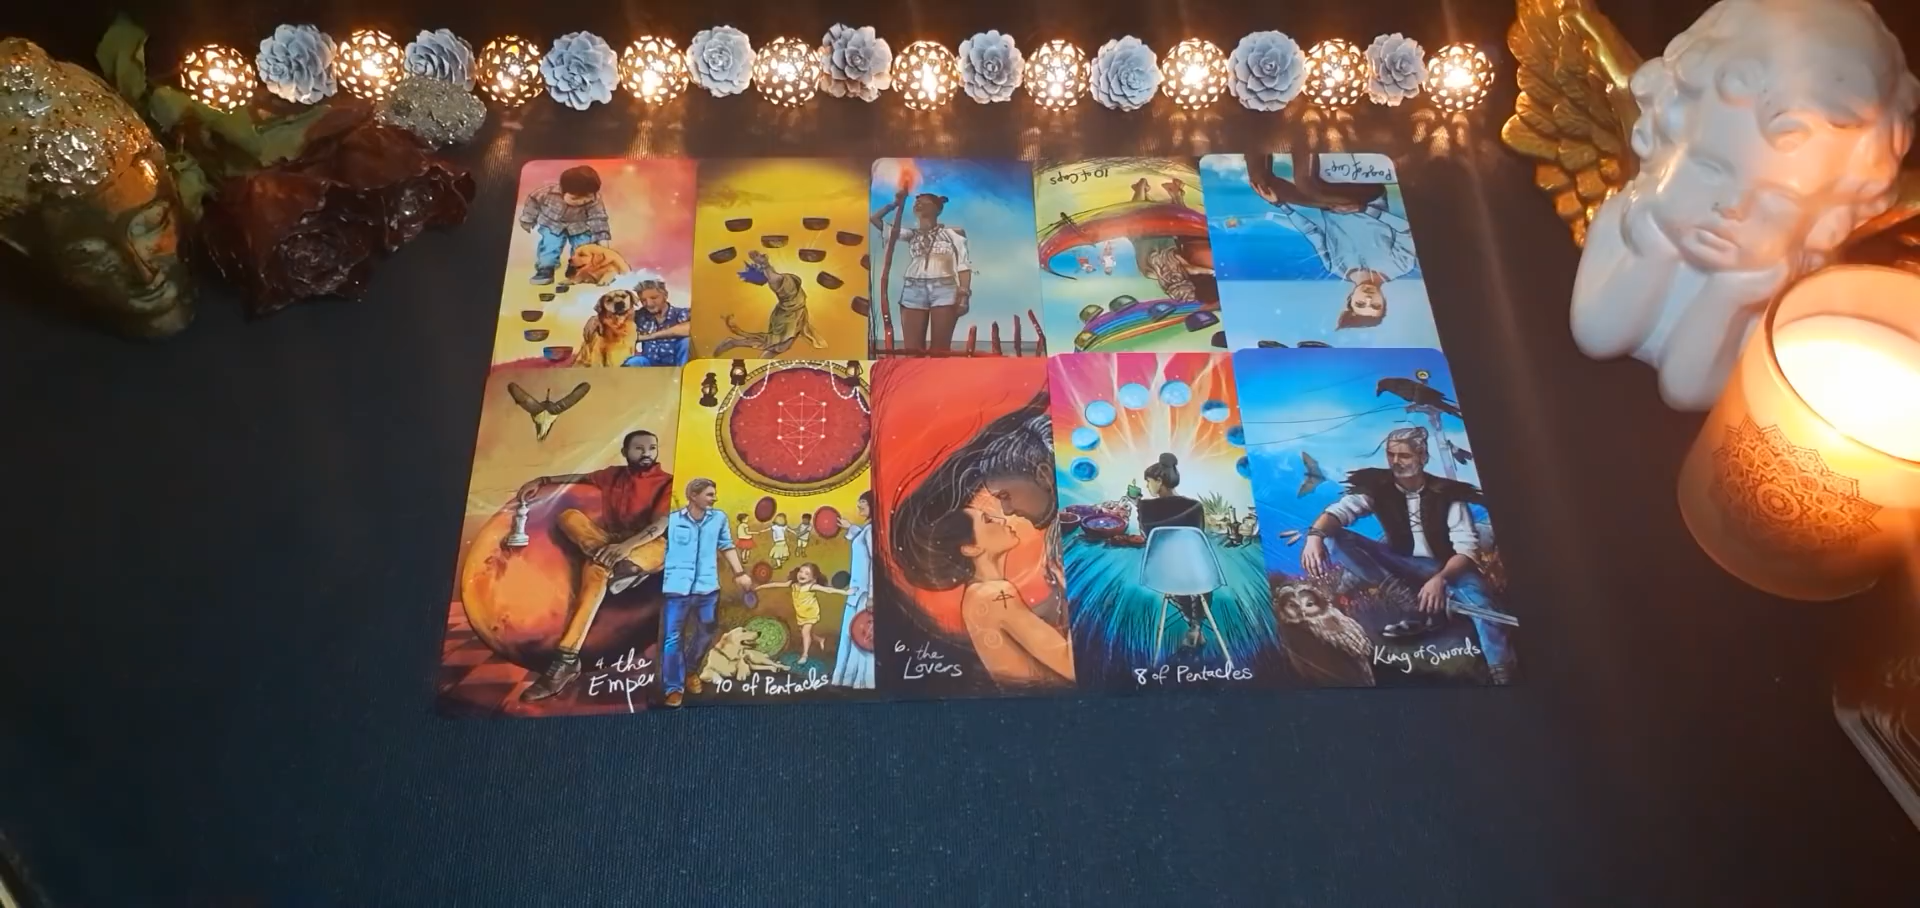 10 of Cups
Page of Cups
4. the
Empe
10 of Pentacles
6. the
Lovers
8 of Pentacles
King of Swords